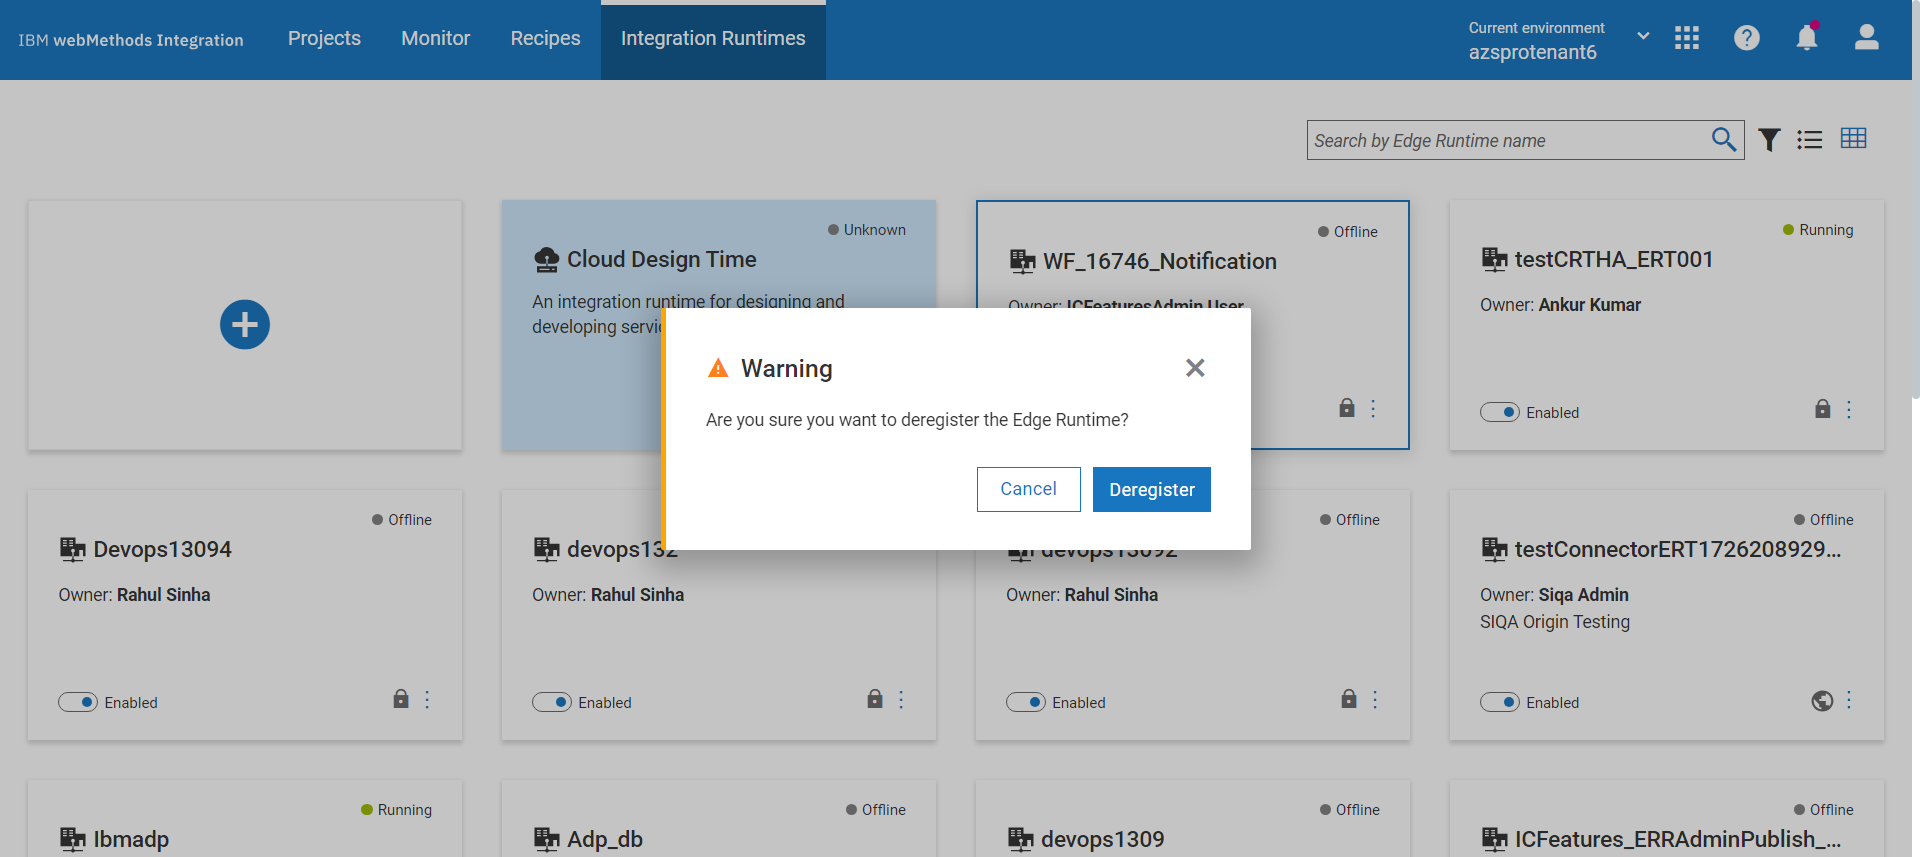 IBM webMethods Integration
Projects
Monitor
Recipes
Integration Runtimes
Current environment
azsprotenant6
Search by Edge Runtime name
Unknown
Cloud Design Time
An integration runtime for designing and
developing servic
Offline
WF_16746_Notification
Owner: ICFeaturesAdmin User
Running
testCRTHA_ERT001
Owner: Ankur Kumar
Enabled
Warning
Are you sure you want to deregister the Edge Runtime?
Cancel
Deregister
Offline
Devops13094
Owner: Rahul Sinha
Enabled
devops132
Owner: Rahul Sinha
Enabled
Offline
devops13092
Owner: Rahul Sinha
Enabled
Offline
testConnectorERT1726208929...
Owner: Siqa Admin
SIQA Origin Testing
Enabled
Running
Ibmadp
Offline
Adp_db
Offline
devops1309
Offline
ICFeatures_ERRAdminPublish_...